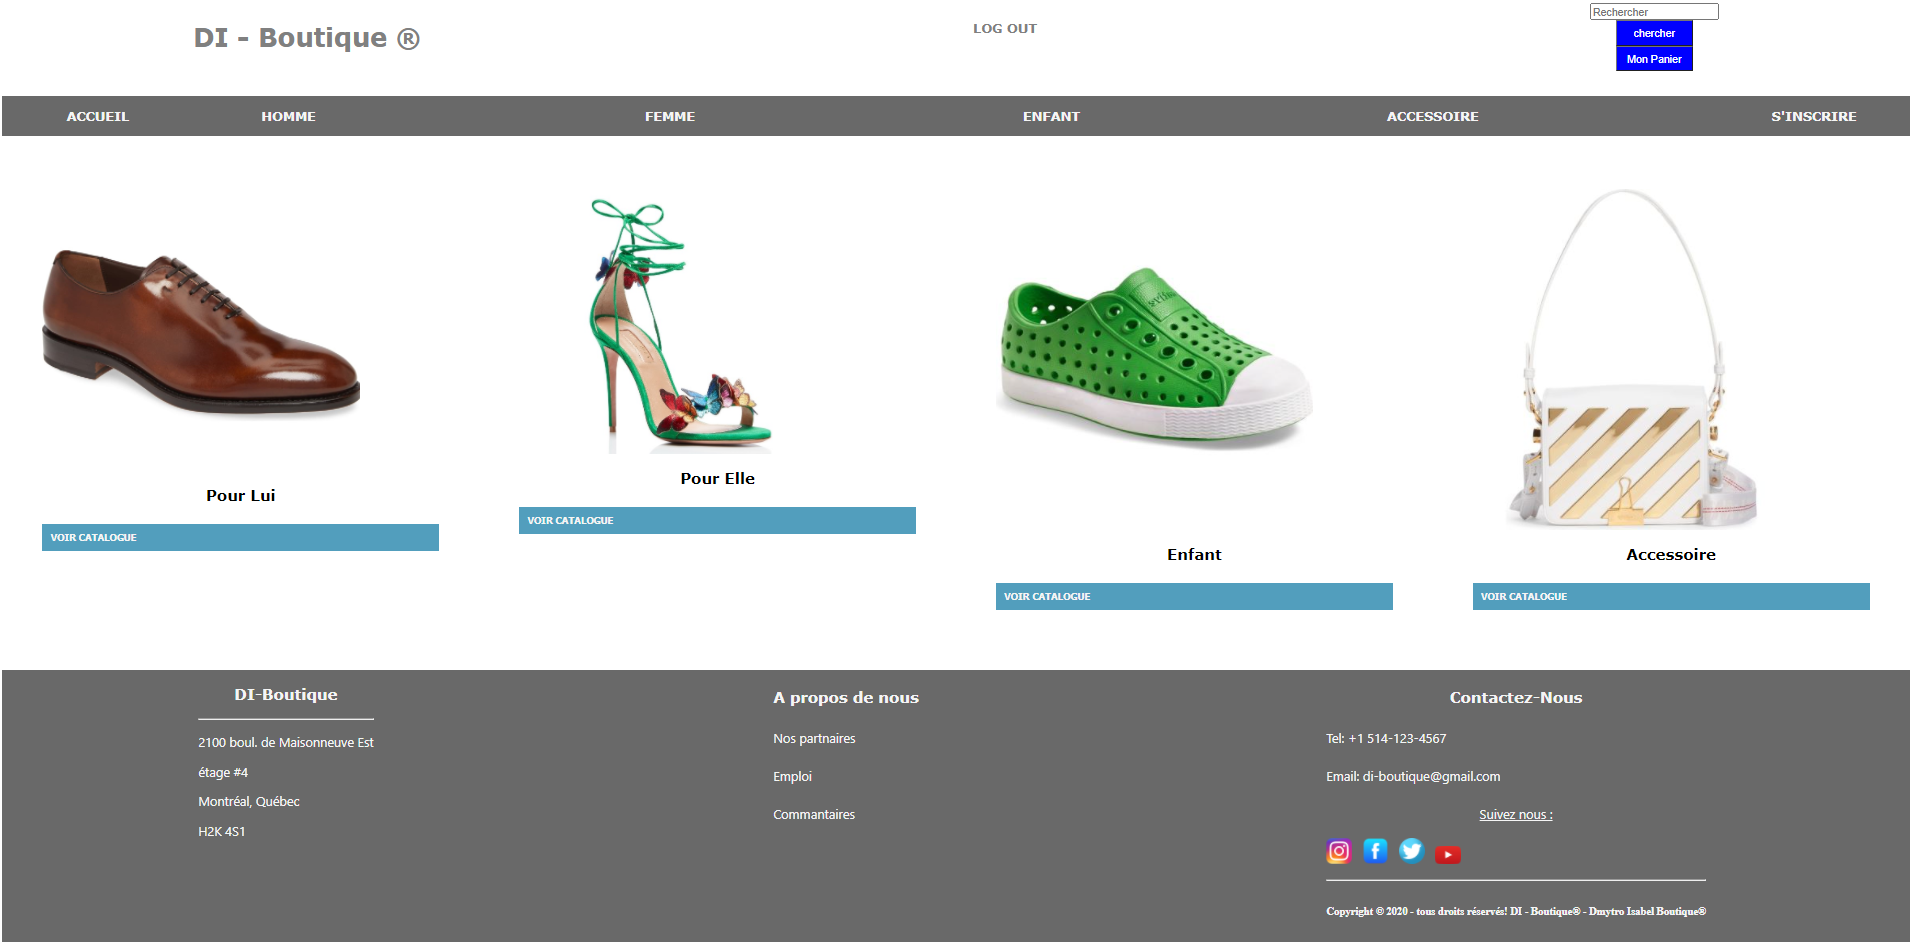 DI - Boutique ®
LOG OUT
Rechercher
chercher
Mon Panier
ACCUEIL HOMME FEMME ENFANT ACCESSOIRE S'INSCRIRE
Pour Lui
VOIR CATALOGUE
Pour Elle
VOIR CATALOGUE
Enfant
VOIR CATALOGUE
Accessoire
VOIR CATALOGUE
DI-Boutique
2100 boul. de Maisonneuve Est
étage #4
Montréal, Québec
H2K 4S1
A propos de nous
Nos partnaires
Emploi
Commantaires
Contactez-Nous
Tel: +1 514-123-4567
Email: di-boutique@gmail.com
Suivez nous :
Copyright © 2020 - tous droits réservés! DI - Boutique® - Dmytro Isabel Boutique®